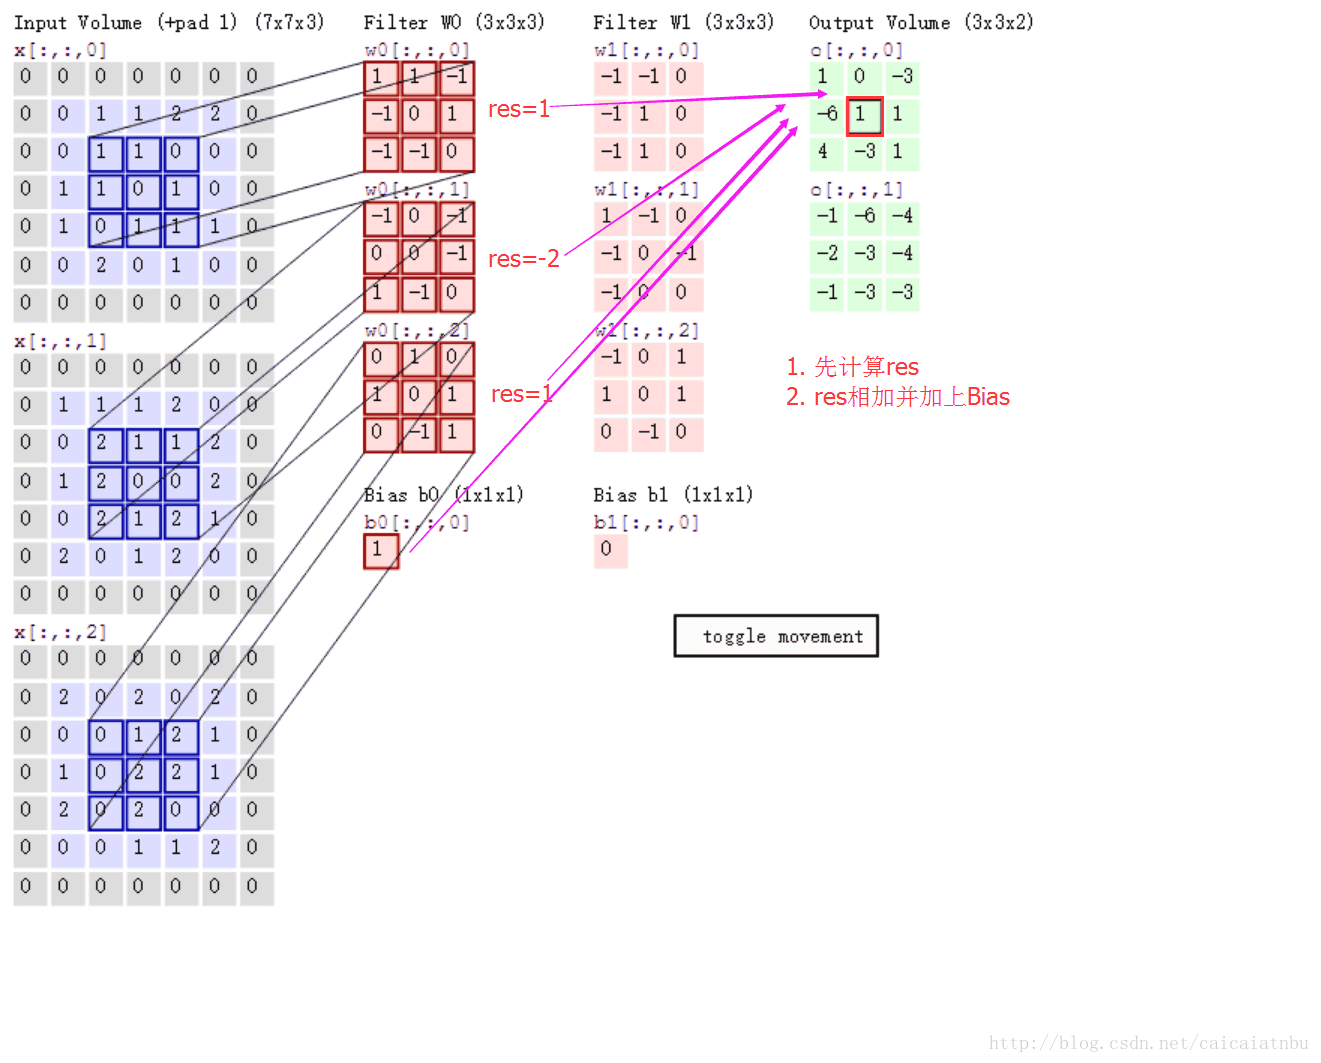 Input Volume (+pad 1) (7x7x3)
x[:,:,0]
0 0 0 0 0 0 0
0 0 1 1 2 2 0
0 0 1 1 0 0 0
0 1 1 0 1 0 0
0 1 0 1 1 1 0
0 0 2 0 1 0 0
0 0 0 0 0 0 0
x[:,:,1]
0 0 0 0 0 0 0
0 1 1 1 2 0 0
0 0 2 1 1 2 0
0 1 2 0 0 2 0
0 0 2 1 2 1 0
0 2 0 1 2 0 0
0 0 0 0 0 0 0
x[:,:,2]
0 0 0 0 0 0 0
0 2 0 2 0 2 0
0 0 0 1 2 1 0
0 1 0 2 2 1 0
0 2 0 2 0 0 0
0 0 0 1 1 2 0
0 0 0 0 0 0 0
Filter W0 (3x3x3)
w0[:,:,0]
1 1 -1
-1 0 1
-1 -1 0
res=1
w0[:,:,1]
-1 0 -1
0 0 -1
1 -1 0
res=-2
w0[:,:,2]
0 1 0
1 0 1
0 -1 1
res=1
Bias b0 (1x1x1)
b0[:,:,0]
1
Filter W1 (3x3x3)
w1[:,:,0]
-1 -1 0
-1 1 0
-1 1 0
w1[:,:,1]
1 -1 0
-1 0 -1
-1 0 0
w1[:,:,2]
-1 0 1
1 0 1
0 -1 0
Bias b1 (1x1x1)
b1[:,:,0]
0
Output Volume (3x3x2)
o[:,:,0]
1 0 -3
-6 1 1
4 -3 1
o[:,:,1]
-1 -6 -4
-2 -3 -4
-1 -3 -3
1. 先计算res
2. res相加并加上Bias
toggle movement
http://blog.csdn.net/caicaiatnbu